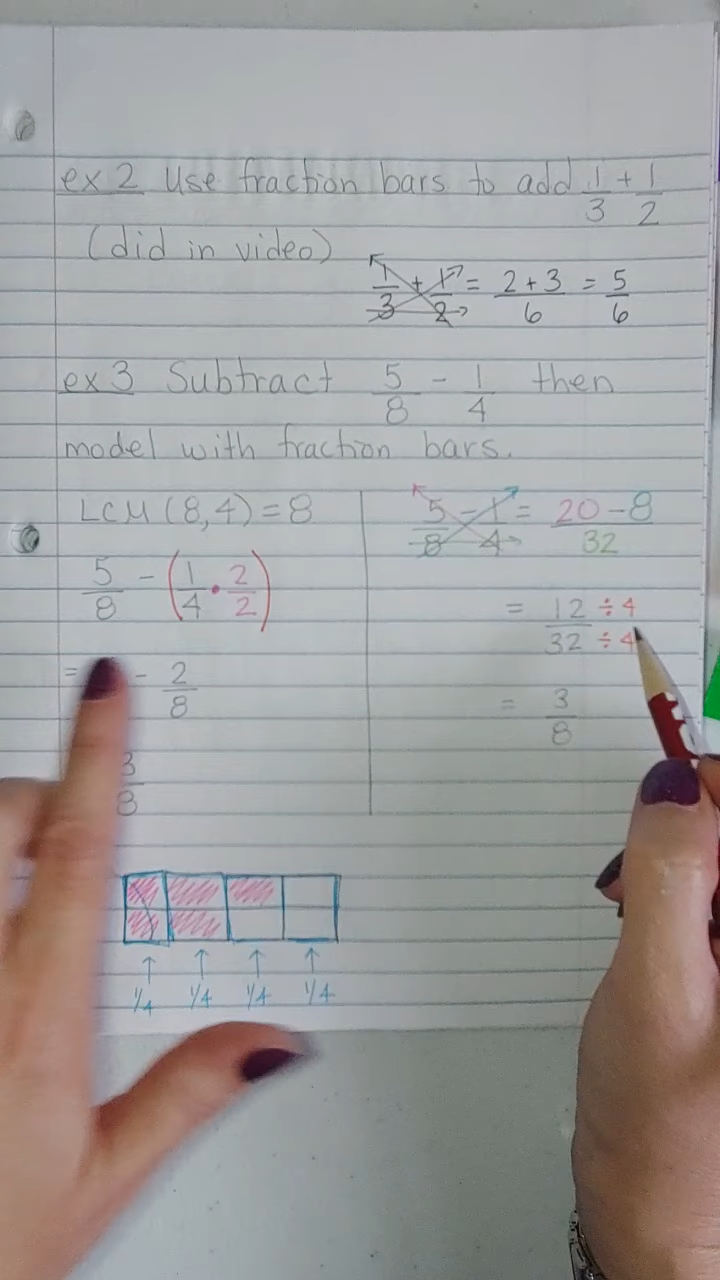 ex 2 Use fraction bars to add 1/3 + 1/2
(did in video)
1/3 + 1/2 = 2 + 3/6 = 5/6
ex 3 Subtract 5/8 - 1/4 then
model with fraction bars.
LCM (8,4) = 8
5/8 - (1/4 • 2/2)
= - 2/8
3/8
5/8 - 1/4 = 20 - 8/32
= 12 ÷ 4/32 ÷ 4
= 3/8
↑ ↑ ↑ ↑
1/4 1/4 1/4 1/4